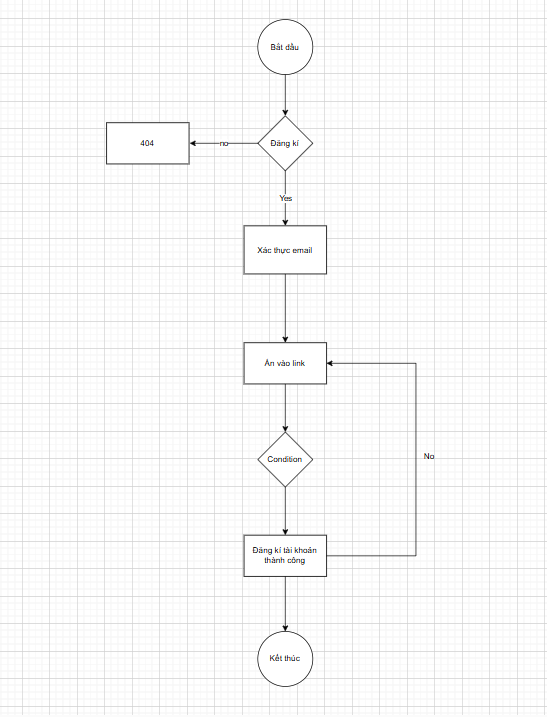 Bắt đầu
Đăng kí
no
404
Yes
Xác thực email
Ấn vào link
Condition
No
Đăng kí tài khoản
thành công
Kết thúc